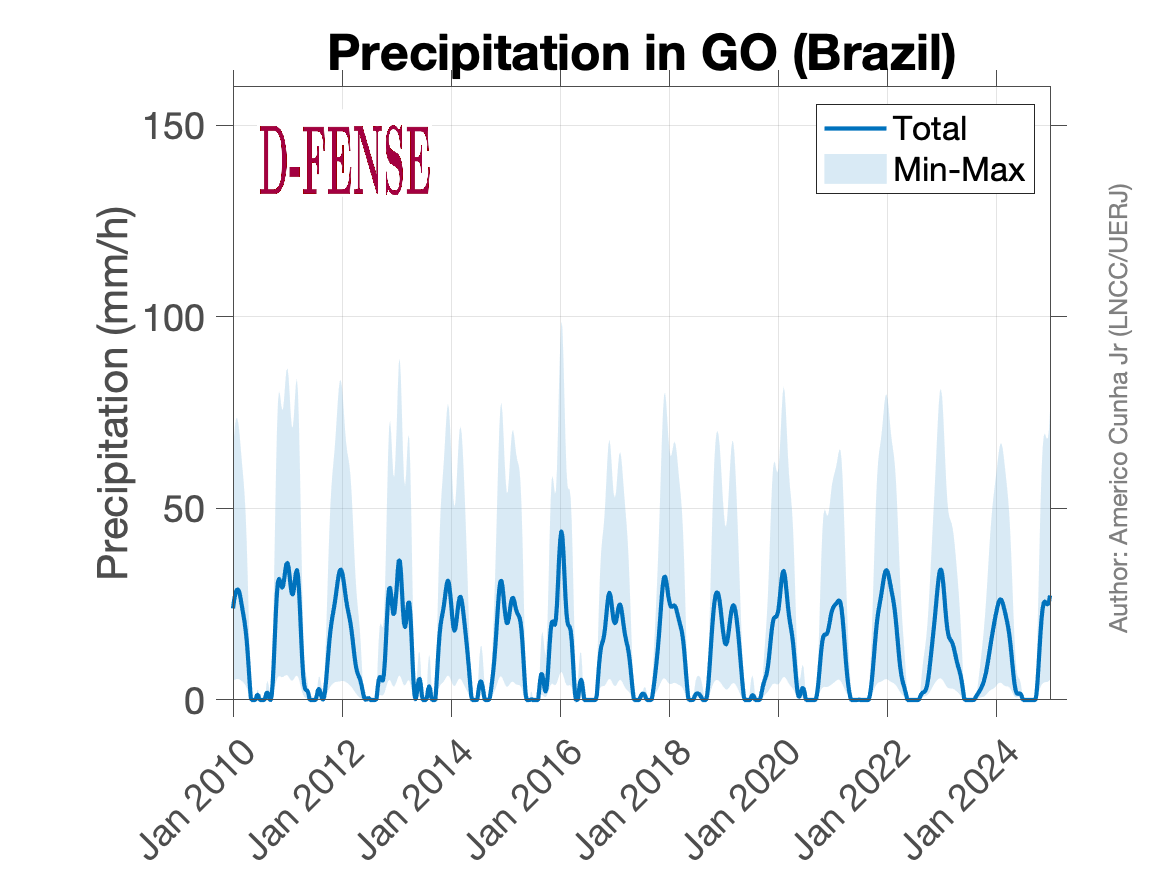 Precipitation in GO (Brazil)
D-FENSE
Total
Min-Max
Precipitation (mm/h)
150
100
50
0
Jan 2010
Jan 2012
Jan 2014
Jan 2016
Jan 2018
Jan 2020
Jan 2022
Jan 2024
Author: Americo Cunha Jr (LNCC/UERJ)